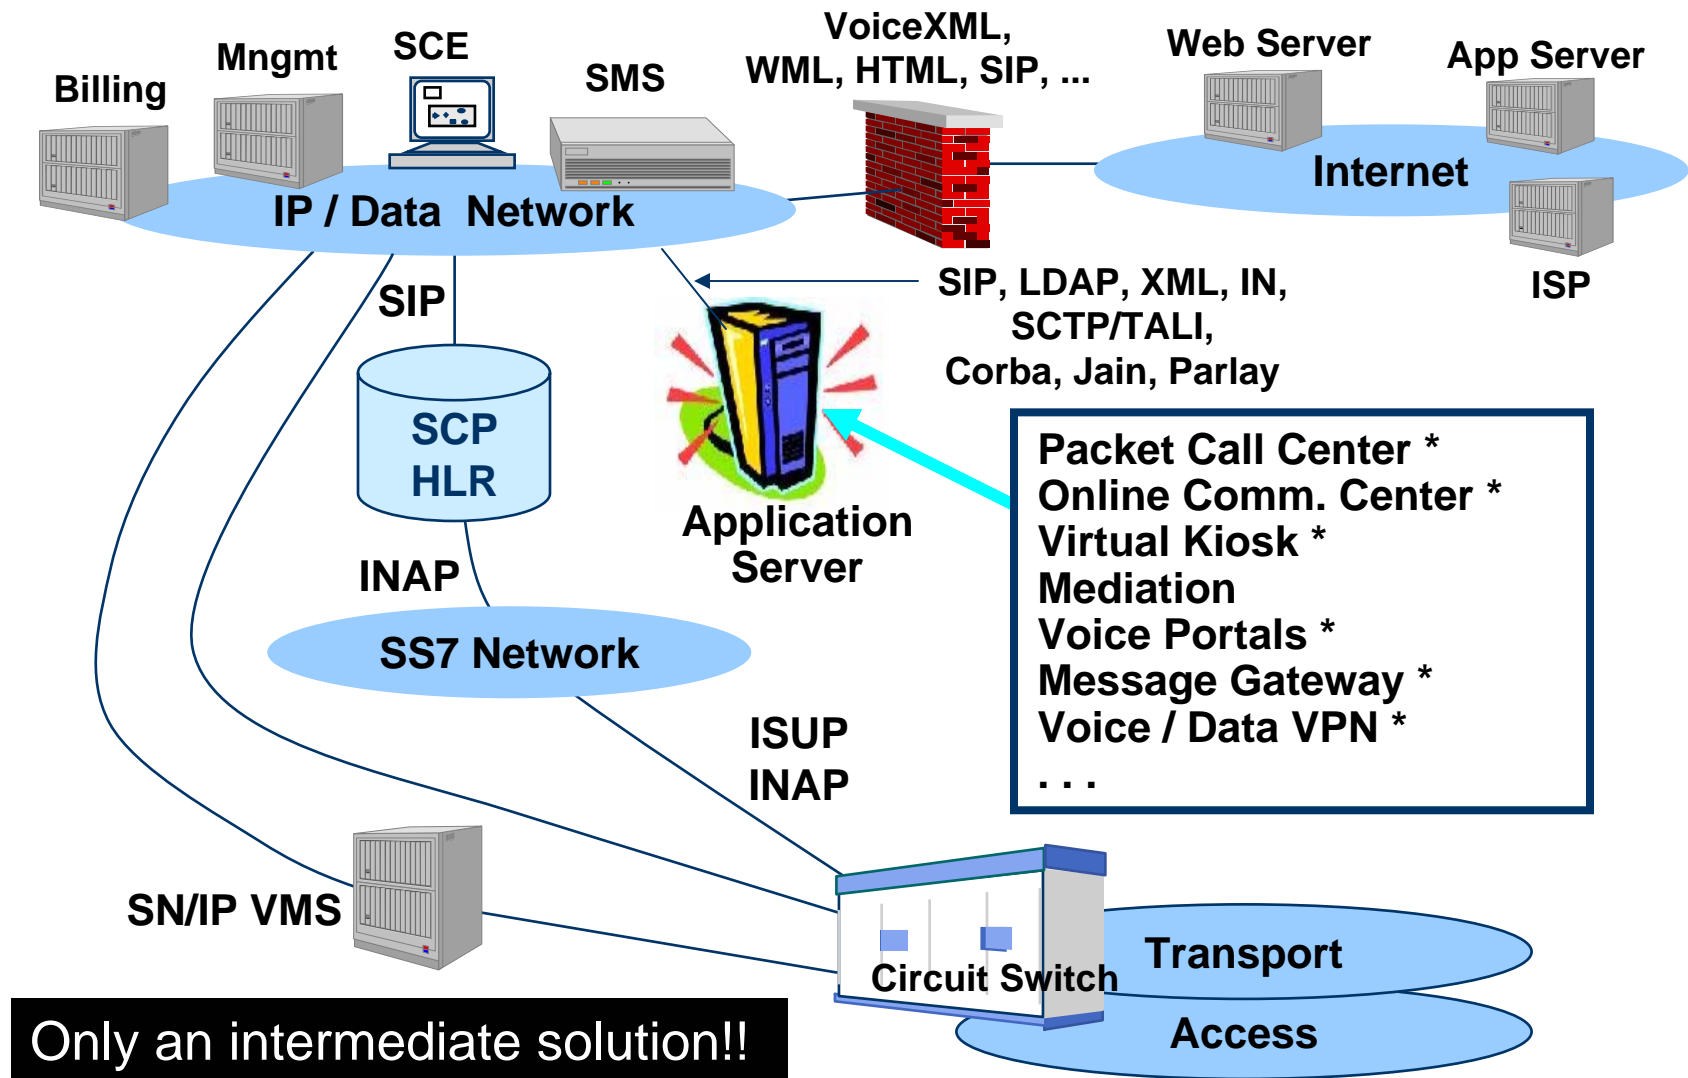 VoiceXML,
WML, HTML, SIP, ...
Web Server
App Server
SCE
Mngmt
SMS
Billing
Internet
IP / Data  Network
ISP
SIP
SIP, LDAP, XML, IN,
SCTP/TALI,
Corba, Jain, Parlay
SCP
HLR
Application
Server
Packet Call Center *
Online Comm. Center *
Virtual Kiosk *
Mediation
Voice Portals *
Message Gateway *
Voice / Data VPN *
. . .
INAP
SS7 Network
ISUP
INAP
SN/IP VMS
Circuit Switch
Transport
Access
Only an intermediate solution!!